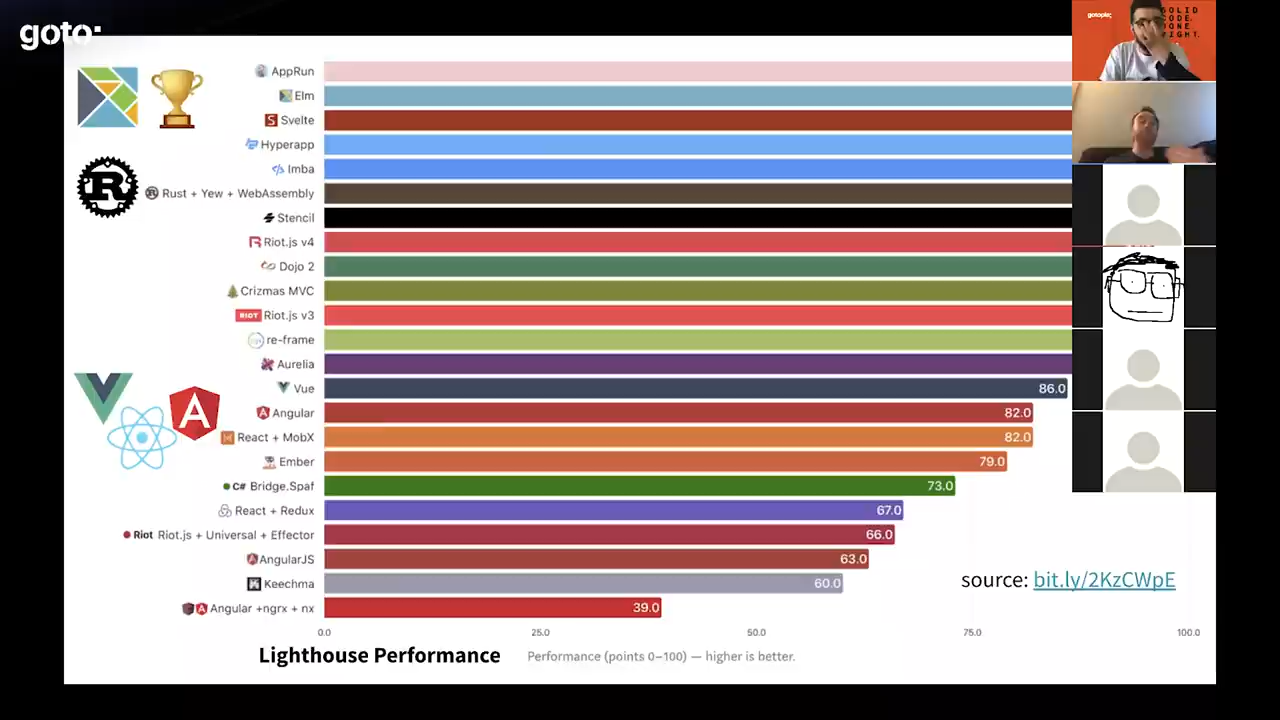 goto;
gotopia;
SOLID
CODE.
DONE
RIGHT.
AppRun
Elm
Svelte
Hyperapp
Imba
Rust + Yew + WebAssembly
Stencil
Riot.js v4
Dojo 2
Crizmas MVC
RIOT Riot.js v3
re-frame
Aurelia
Vue 86.0
Angular 82.0
React + MobX 82.0
Ember 79.0
C# Bridge.Spaf 73.0
React + Redux 67.0
Riot Riot.js + Universal + Effector 66.0
AngularJS 63.0
Keechma 60.0
Angular +ngrx + nx 39.0
source: bit.ly/2KzCWpE
0.0 25.0 50.0 75.0 100.0
Lighthouse Performance Performance (points 0–100) — higher is better.